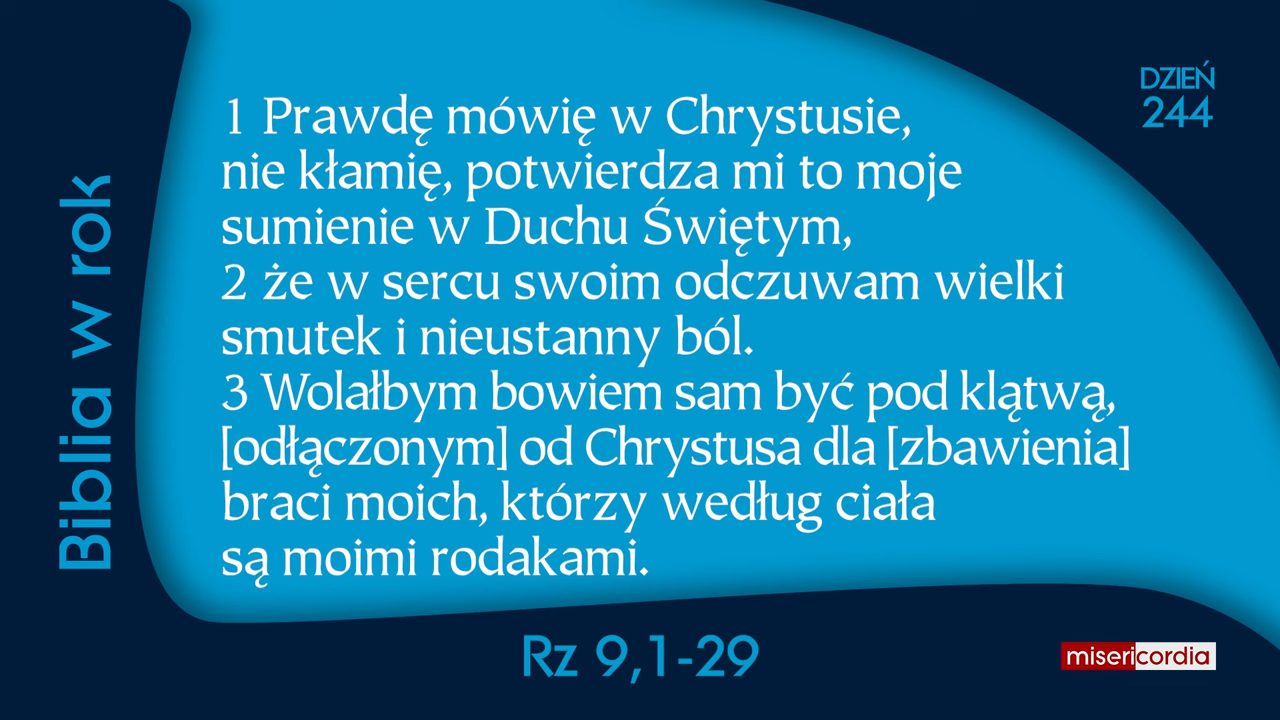 DZIEŃ
244
1 Prawdę mówię w Chrystusie,
nie kłamię, potwierdza mi to moje
sumienie w Duchu Świętym,
2 że w sercu swoim odczuwam wielki
smutek i nieustanny ból.
3 Wolałbym bowiem sam być pod klątwą,
[odłączonym] od Chrystusa dla [zbawienia]
braci moich, którzy według ciała
są moimi rodakami.
Biblia w rok
Rz 9,1-29
misericordia